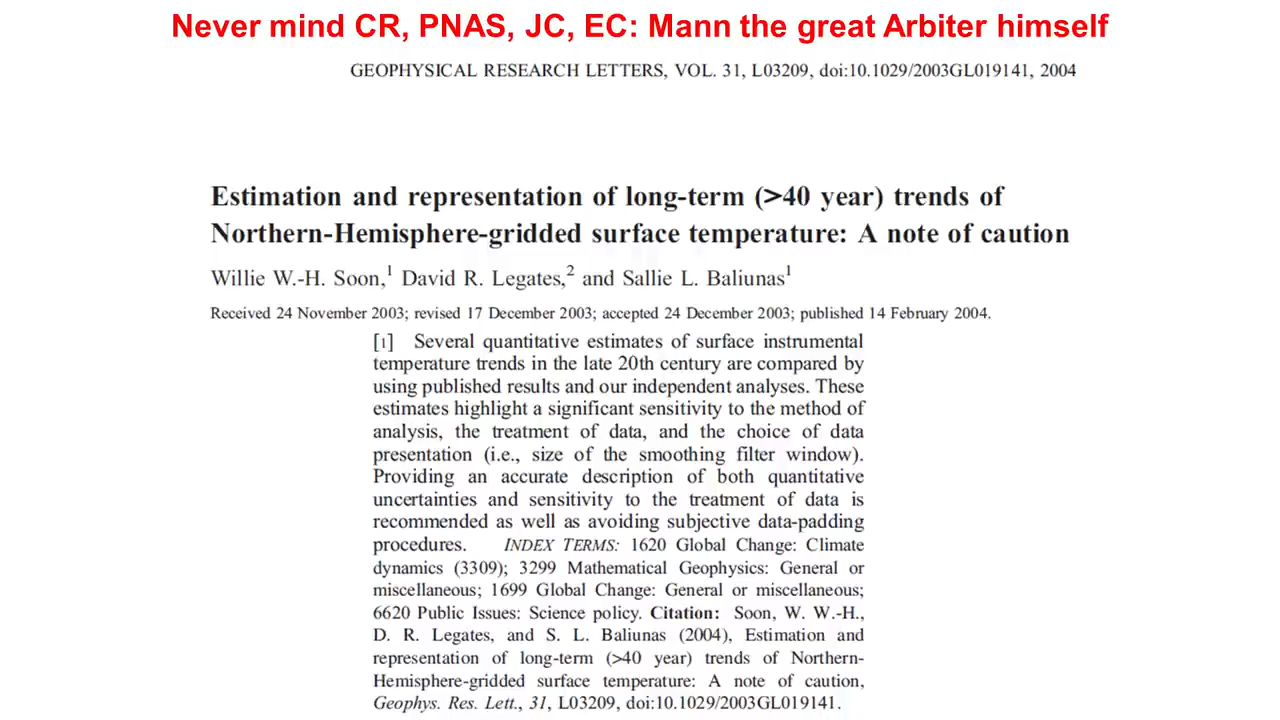 Never mind CR, PNAS, JC, EC: Mann the great Arbiter himself
GEOPHYSICAL RESEARCH LETTERS, VOL. 31, L03209, doi:10.1029/2003GL019141, 2004
Estimation and representation of long-term (>40 year) trends of
Northern-Hemisphere-gridded surface temperature: A note of caution
Willie W.-H. Soon,1 David R. Legates,2 and Sallie L. Baliunas1
Received 24 November 2003; revised 17 December 2003; accepted 24 December 2003; published 14 February 2004.
[1] Several quantitative estimates of surface instrumental
temperature trends in the late 20th century are compared by
using published results and our independent analyses. These
estimates highlight a significant sensitivity to the method of
analysis, the treatment of data, and the choice of data
presentation (i.e., size of the smoothing filter window).
Providing an accurate description of both quantitative
uncertainties and sensitivity to the treatment of data is
recommended as well as avoiding subjective data-padding
procedures. INDEX TERMS: 1620 Global Change: Climate
dynamics (3309); 3299 Mathematical Geophysics: General or
miscellaneous; 1699 Global Change: General or miscellaneous;
6620 Public Issues: Science policy. Citation: Soon, W. W.-H.,
D. R. Legates, and S. L. Baliunas (2004), Estimation and
representation of long-term (>40 year) trends of Northern-
Hemisphere-gridded surface temperature: A note of caution,
Geophys. Res. Lett., 31, L03209, doi:10.1029/2003GL019141.